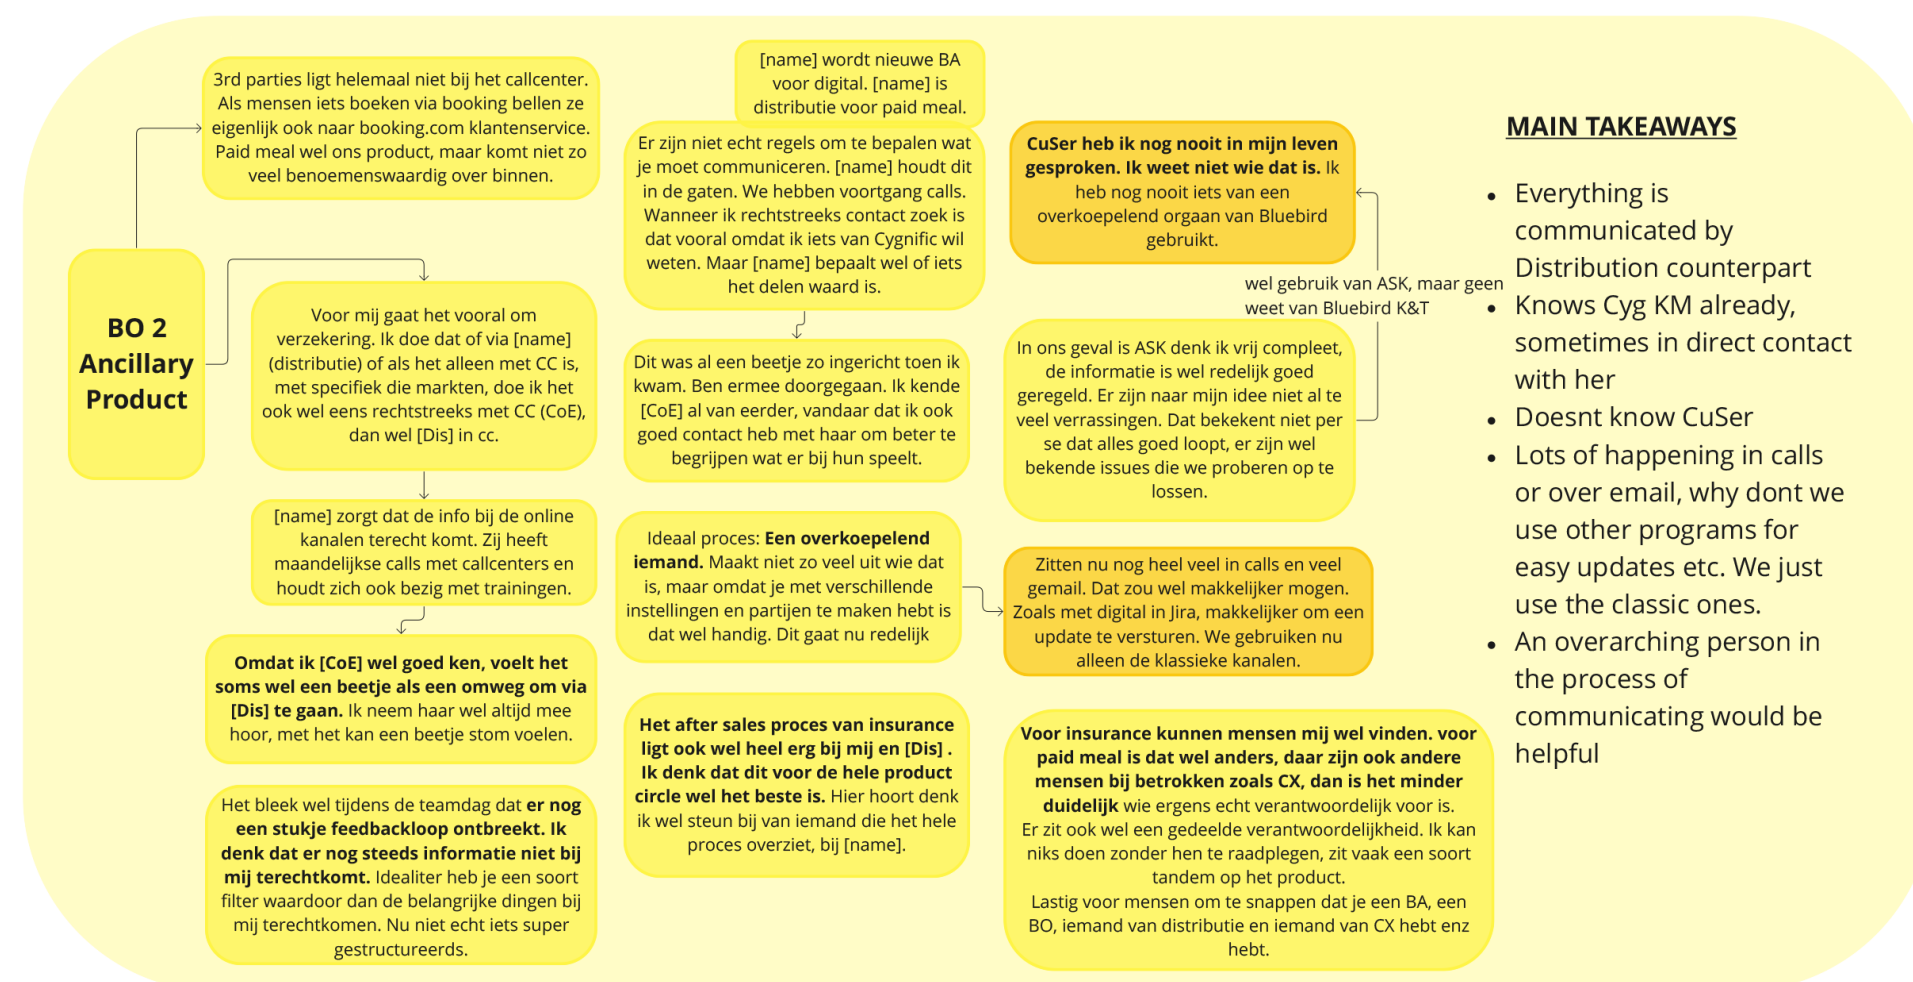 3rd parties ligt helemaal niet bij het callcenter.
Als mensen iets boeken via booking bellen ze
eigenlijk ook naar booking.com klantenservice.
Paid meal wel ons product, maar komt niet zo
veel benoemenswaardig over binnen.
BO 2
Ancillary
Product
Voor mij gaat het vooral om
verzekering. Ik doe dat of via [name]
(distributie) of als het alleen met CC is,
met specifiek die markten, doe ik het
ook wel eens rechtstreeks met CC (CoE),
dan wel [Dis] in cc.
[name] zorgt dat de info bij de online
kanalen terecht komt. Zij heeft
maandelijkse calls met callcenters en
houdt zich ook bezig met trainingen.
Omdat ik [CoE] wel goed ken, voelt het
soms wel een beetje als een omweg om via
[Dis] te gaan. Ik neem haar wel altijd mee
hoor, met het kan een beetje stom voelen.
Het bleek wel tijdens de teamdag dat er nog
een stukje feedbackloop ontbreekt. Ik
denk dat er nog steeds informatie niet bij
mij terechtkomt. Idealiter heb je een soort
filter waardoor dan de belangrijke dingen bij
mij terechtkomen. Nu niet echt iets super
gestructureerds.
[name] wordt nieuwe BA
voor digital. [name] is
distributie voor paid meal.
Er zijn niet echt regels om te bepalen wat
je moet communiceren. [name] houdt dit
in de gaten. We hebben voortgang calls.
Wanneer ik rechtstreeks contact zoek is
dat vooral omdat ik iets van Cygnific wil
weten. Maar [name] bepaalt wel of iets
het delen waard is.
Dit was al een beetje zo ingericht toen ik
kwam. Ben ermee doorgegaan. Ik kende
[CoE] al van eerder, vandaar dat ik ook
goed contact heb met haar om beter te
begrijpen wat er bij hun speelt.
Ideaal proces: Een overkoepelend
iemand. Maakt niet zo veel uit wie dat
is, maar omdat je met verschillende
instellingen en partijen te maken hebt is
dat wel handig. Dit gaat nu redelijk
Het after sales proces van insurance
ligt ook wel heel erg bij mij en [Dis] .
Ik denk dat dit voor de hele product
circle wel het beste is. Hier hoort denk
ik wel steun bij van iemand die het hele
proces overziet, bij [name].
CuSer heb ik nog nooit in mijn leven
gesproken. Ik weet niet wie dat is. Ik
heb nog nooit iets van een
overkoepelend orgaan van Bluebird
gebruikt.
wel gebruik van ASK, maar geen
weet van Bluebird K&T
In ons geval is ASK denk ik vrij compleet,
de informatie is wel redelijk goed
geregeld. Er zijn naar mijn idee niet al te
veel verrassingen. Dat bekekent niet per
se dat alles goed loopt, er zijn wel
bekende issues die we proberen op te
lossen.
Zitten nu nog heel veel in calls en veel
gemail. Dat zou wel makkelijker mogen.
Zoals met digital in Jira, makkelijker om een
update te versturen. We gebruiken nu
alleen de klassieke kanalen.
Voor insurance kunnen mensen mij wel vinden. voor
paid meal is dat wel anders, daar zijn ook andere
mensen bij betrokken zoals CX, dan is het minder
duidelijk wie ergens echt verantwoordelijk voor is.
Er zit ook wel een gedeelde verantwoordelijkheid. Ik kan
niks doen zonder hen te raadplegen, zit vaak een soort
tandem op het product.
Lastig voor mensen om te snappen dat je een BA, een
BO, iemand van distributie en iemand van CX hebt enz
hebt.
MAIN TAKEAWAYS
• Everything is
communicated by
Distribution counterpart
• Knows Cyg KM already,
sometimes in direct contact
with her
• Doesnt know CuSer
• Lots of happening in calls
or over email, why dont we
use other programs for
easy updates etc. We just
use the classic ones.
• An overarching person in
the process of
communicating would be
helpful